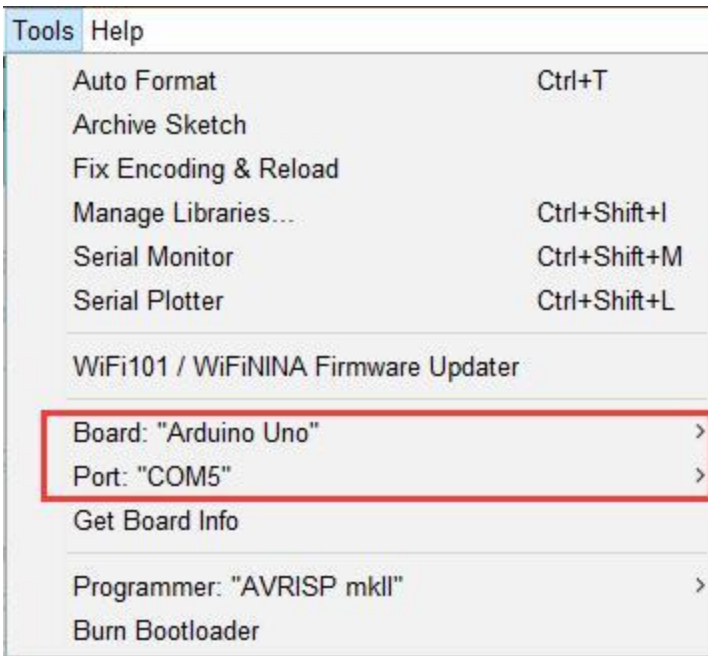 Tools Help
Auto Format Ctrl+T
Archive Sketch
Fix Encoding & Reload
Manage Libraries... Ctrl+Shift+I
Serial Monitor Ctrl+Shift+M
Serial Plotter Ctrl+Shift+L
WiFi101 / WiFiNINA Firmware Updater
Board: "Arduino Uno" >
Port: "COM5" >
Get Board Info
Programmer: "AVRISP mkII" >
Burn Bootloader